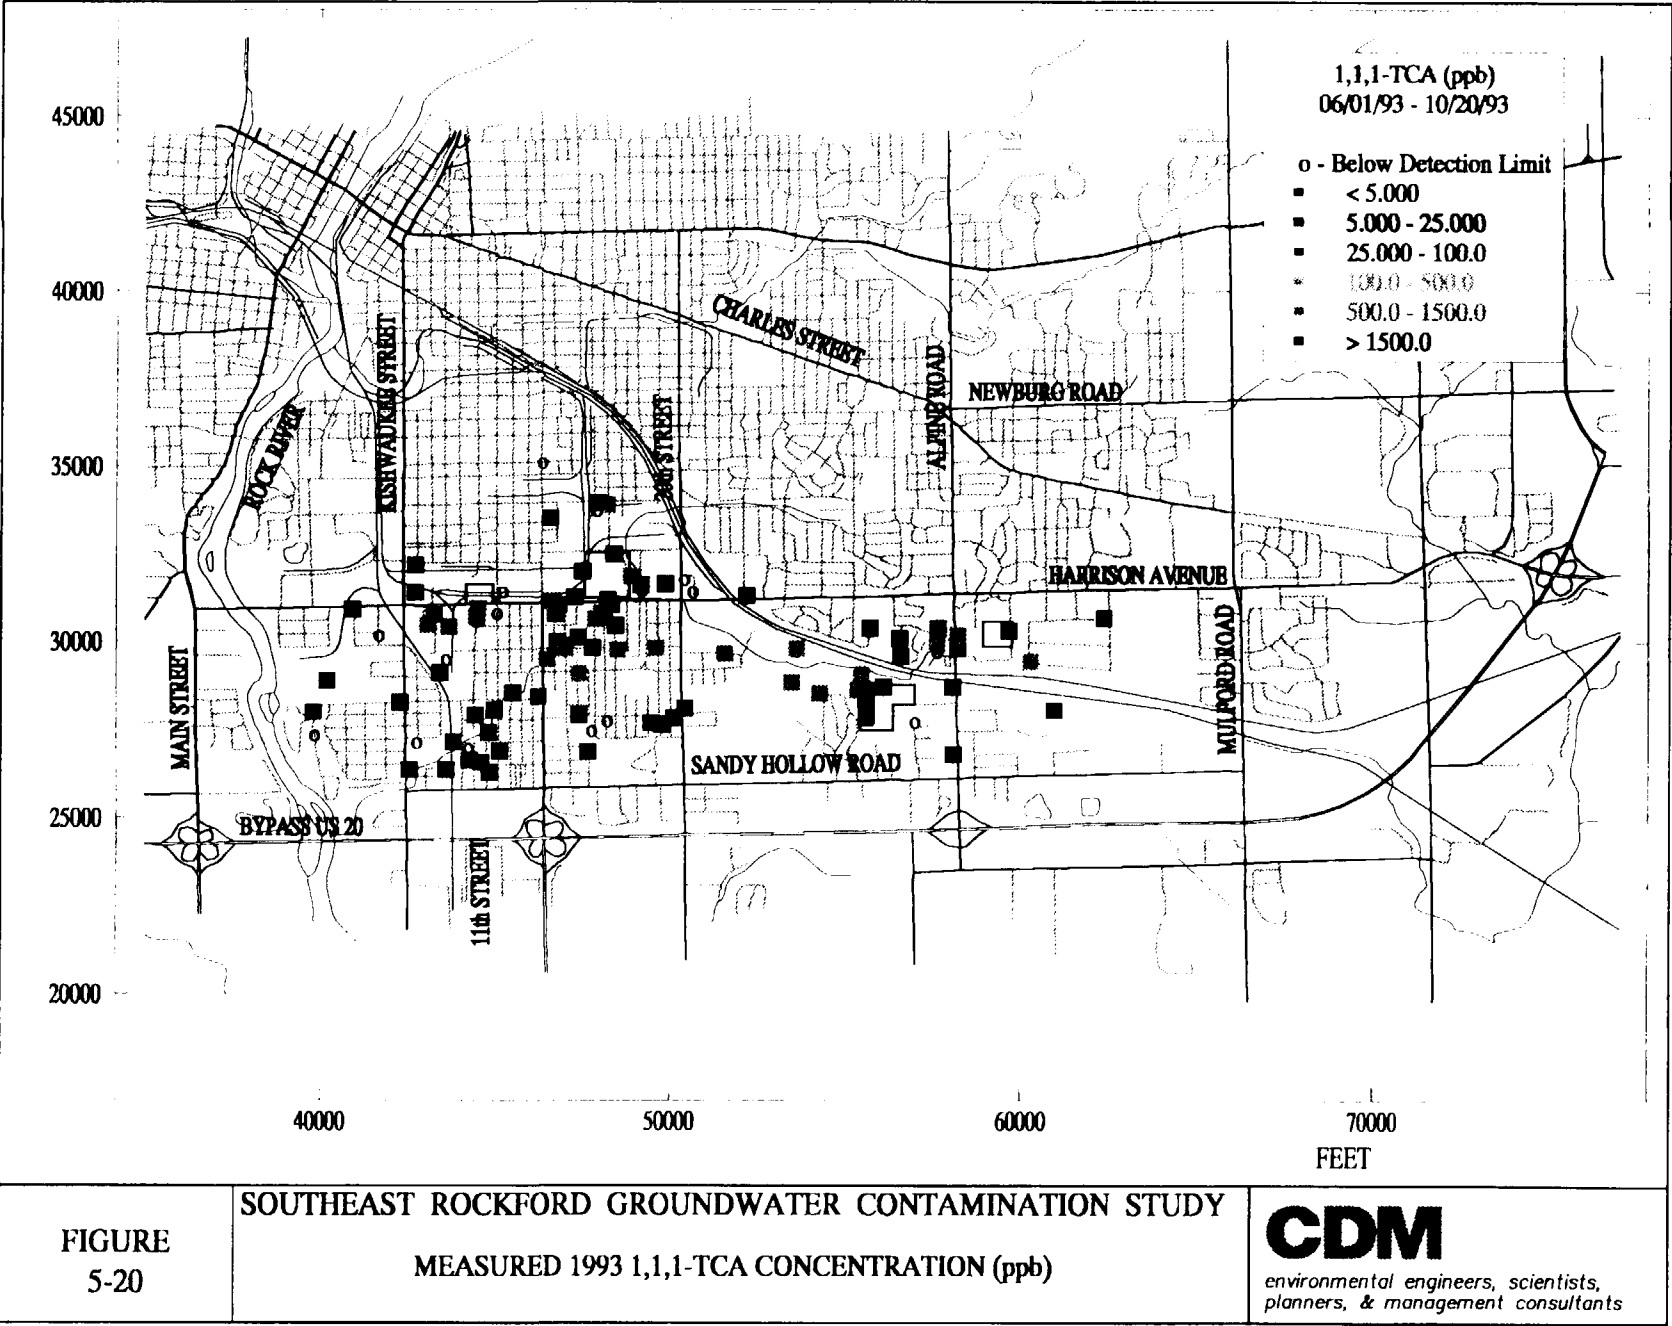 1,1,1-TCA (ppb)
06/01/93 - 10/20/93
o - Below Detection Limit
< 5.000
5.000 - 25.000
25.000 - 100.0
100.0 - 500.0
500.0 - 1500.0
> 1500.0
45000
40000
35000
30000
25000
20000
CHARLES STREET
KISHWAUKEE STREET
ROCK RIVER
20th STREET
ALPINE ROAD
NEWBURG ROAD
HARRISON AVENUE
MULFORD ROAD
MAIN STREET
SANDY HOLLOW ROAD
BYPASS US 20
11th STREET
40000
50000
60000
70000
FEET
FIGURE
5-20
SOUTHEAST ROCKFORD GROUNDWATER CONTAMINATION STUDY
MEASURED 1993 1,1,1-TCA CONCENTRATION (ppb)
CDM
environmental engineers, scientists,
planners, & management consultants